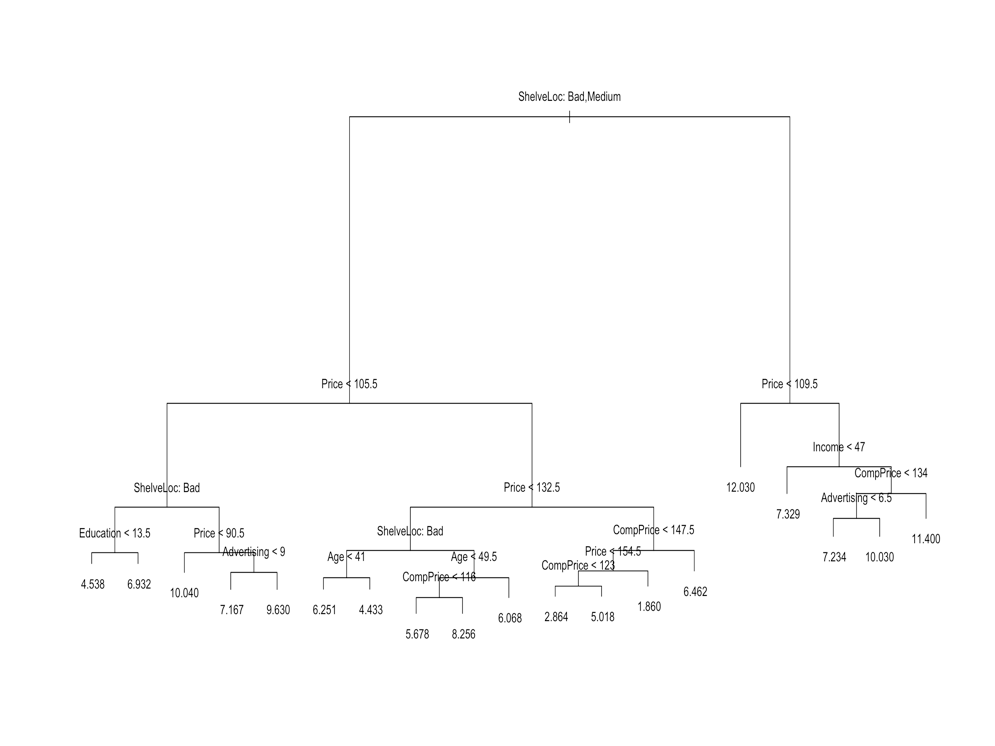 ShelveLoc: Bad,Medium
Price < 105.5
Price < 109.5
Income < 47
CompPrice < 134
ShelveLoc: Bad
Price < 132.5
12.030
Advertising < 6.5
7.329
Education < 13.5
Price < 90.5
ShelveLoc: Bad
CompPrice < 147.5
11.400
Advertising < 9
Age < 41
Age < 49.5
Price < 154.5
7.234
10.030
CompPrice < 123
CompPrice < 116
4.538
6.932
10.040
6.462
7.167
9.630
6.251
4.433
1.860
6.068
2.864
5.018
5.678
8.256